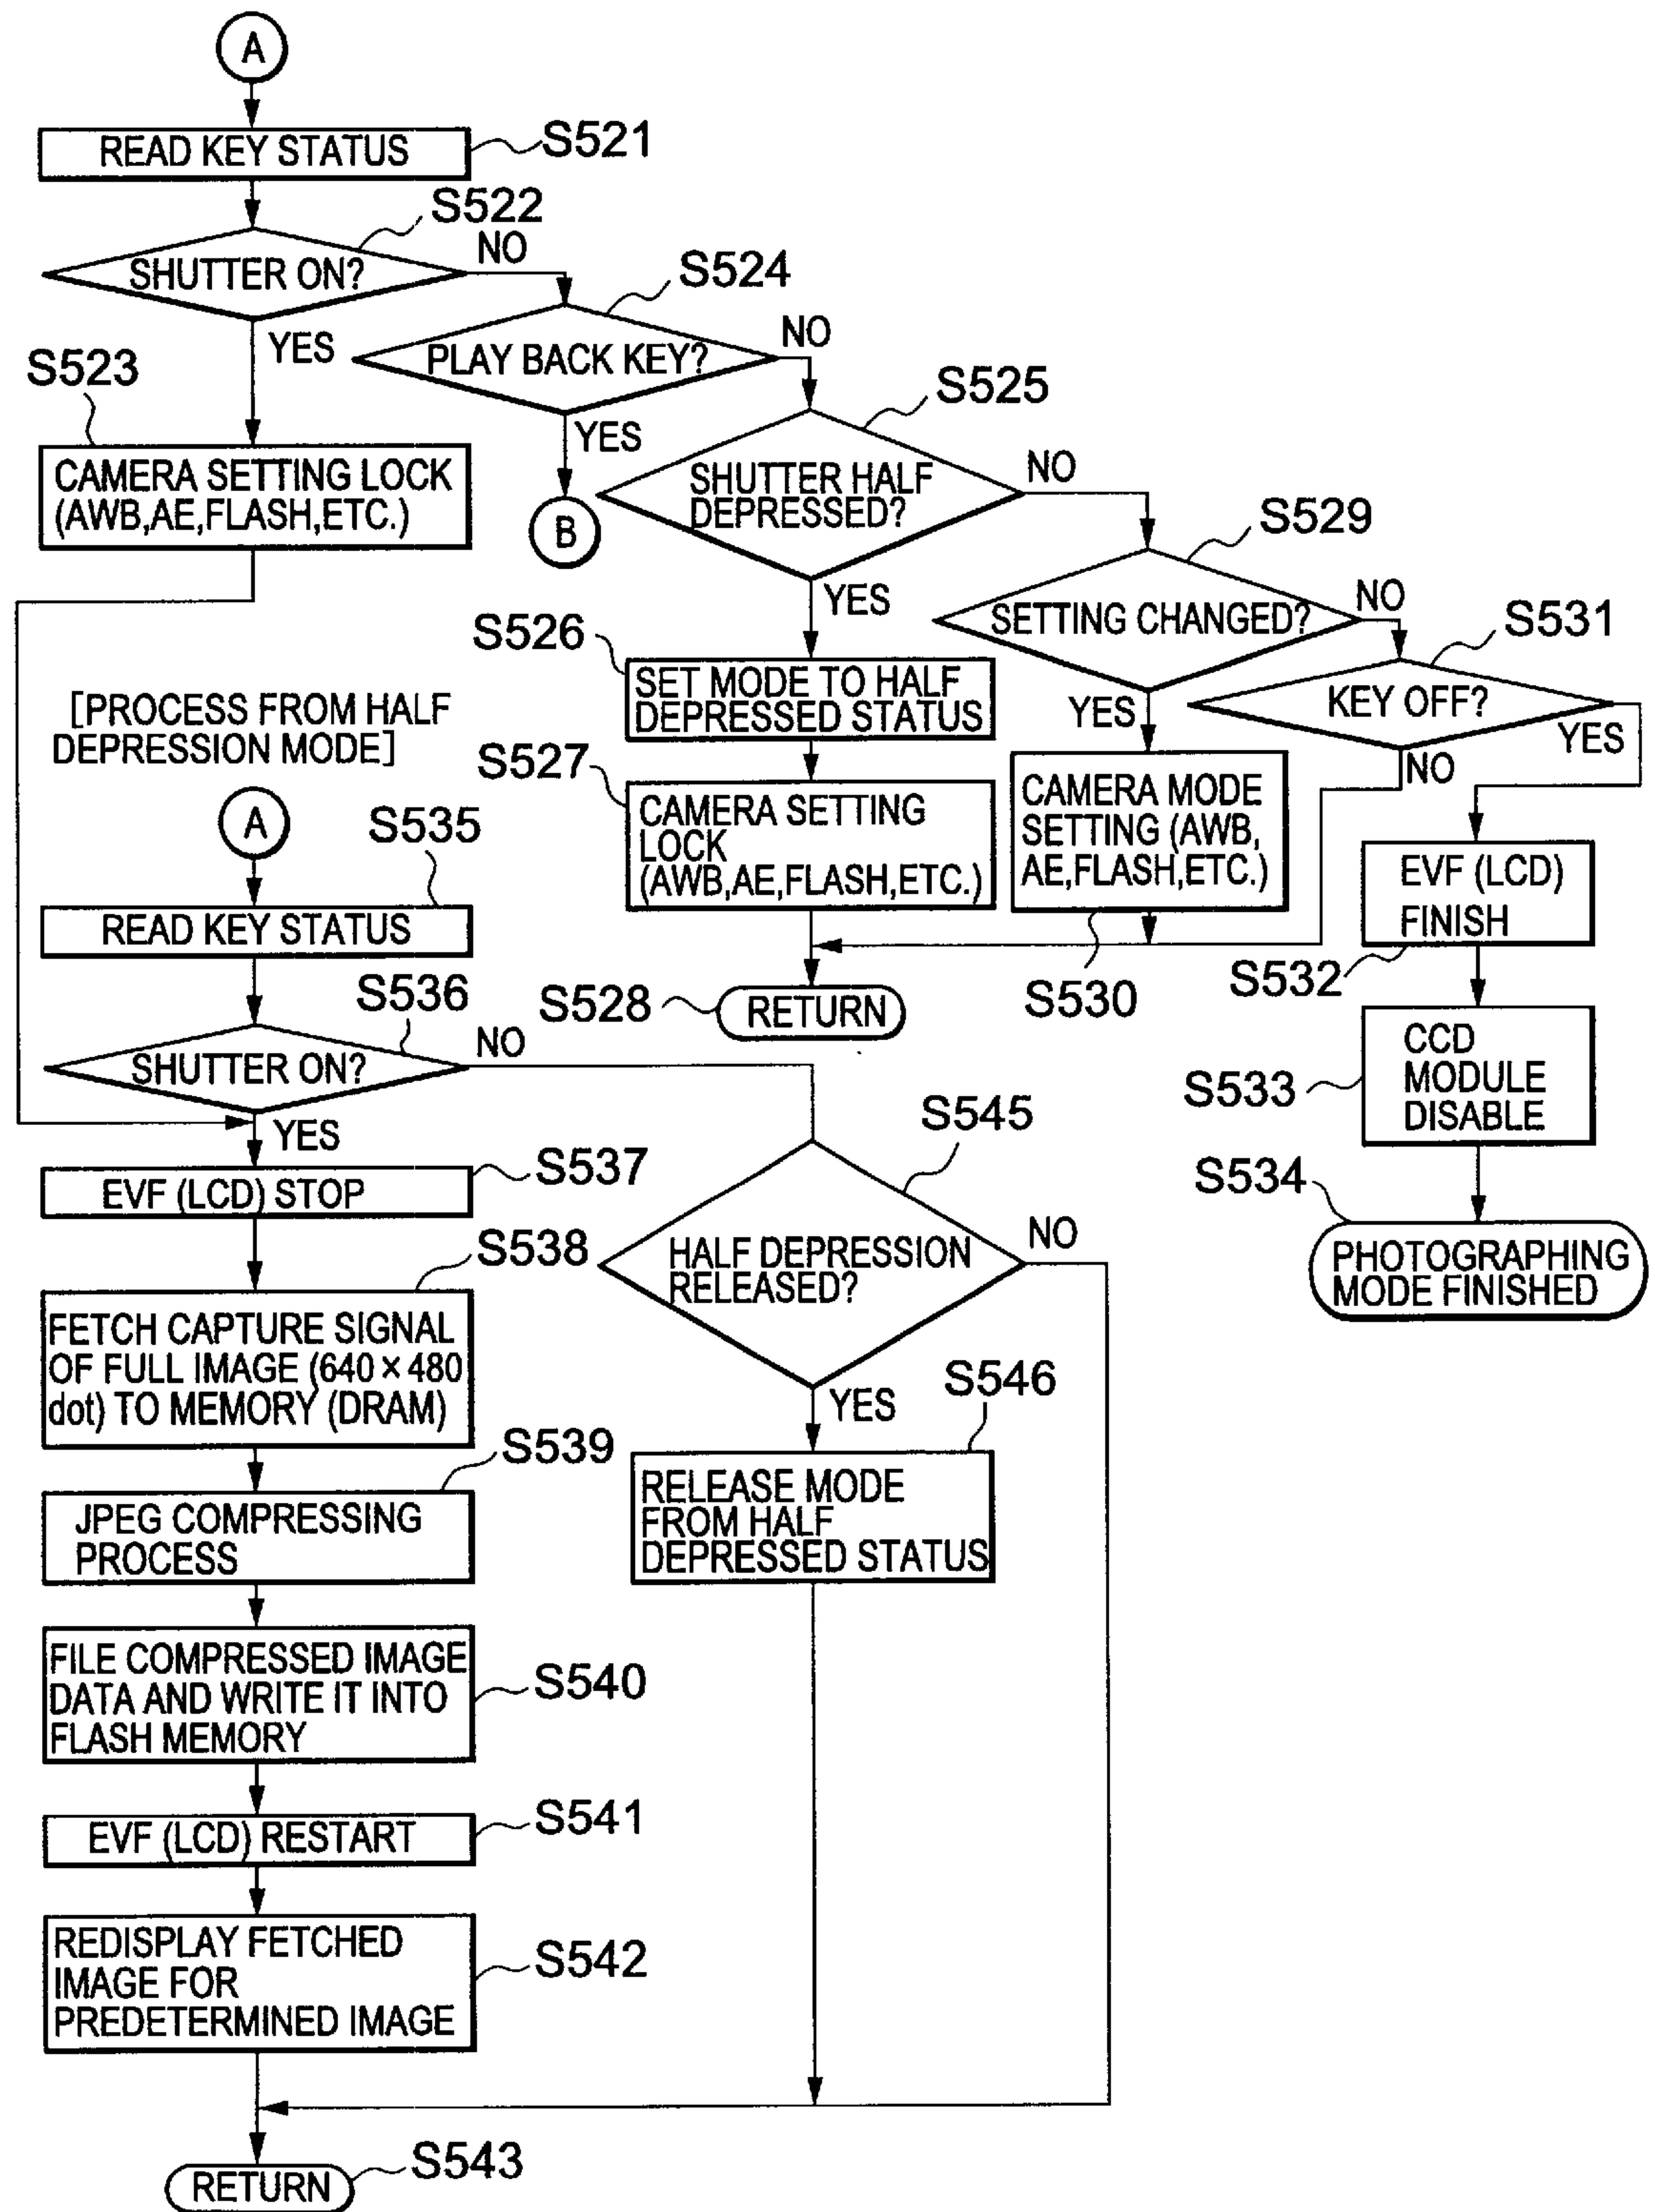 A
READ KEY STATUS
S521
S522
SHUTTER ON?
NO
YES
S523
CAMERA SETTING LOCK
(AWB,AE,FLASH,ETC.)
S524
PLAY BACK KEY?
NO
YES
B
S525
SHUTTER HALF
DEPRESSED?
NO
YES
S526
SET MODE TO HALF
DEPRESSED STATUS
S527
CAMERA SETTING
LOCK
(AWB,AE,FLASH,ETC.)
S528
RETURN
S529
SETTING CHANGED?
NO
YES
CAMERA MODE
SETTING (AWB,
AE,FLASH,ETC.)
S530
S531
KEY OFF?
YES
NO
EVF (LCD)
FINISH
S532
CCD
MODULE
DISABLE
S533
S534
PHOTOGRAPHING
MODE FINISHED
[PROCESS FROM HALF
DEPRESSION MODE]
A
S535
READ KEY STATUS
S536
SHUTTER ON?
NO
YES
S537
EVF (LCD) STOP
S538
FETCH CAPTURE SIGNAL
OF FULL IMAGE (640×480
dot) TO MEMORY (DRAM)
S539
JPEG COMPRESSING
PROCESS
FILE COMPRESSED IMAGE
DATA AND WRITE IT INTO
FLASH MEMORY
S540
EVF (LCD) RESTART
S541
REDISPLAY FETCHED
IMAGE FOR
PREDETERMINED IMAGE
S542
S545
HALF DEPRESSION
RELEASED?
NO
YES
S546
RELEASE MODE
FROM HALF
DEPRESSED STATUS
RETURN
S543